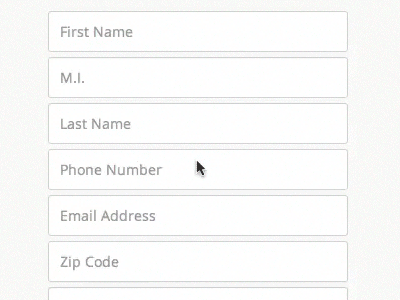 First Name
M.I.
Last Name
Phone Number
Email Address
Zip Code